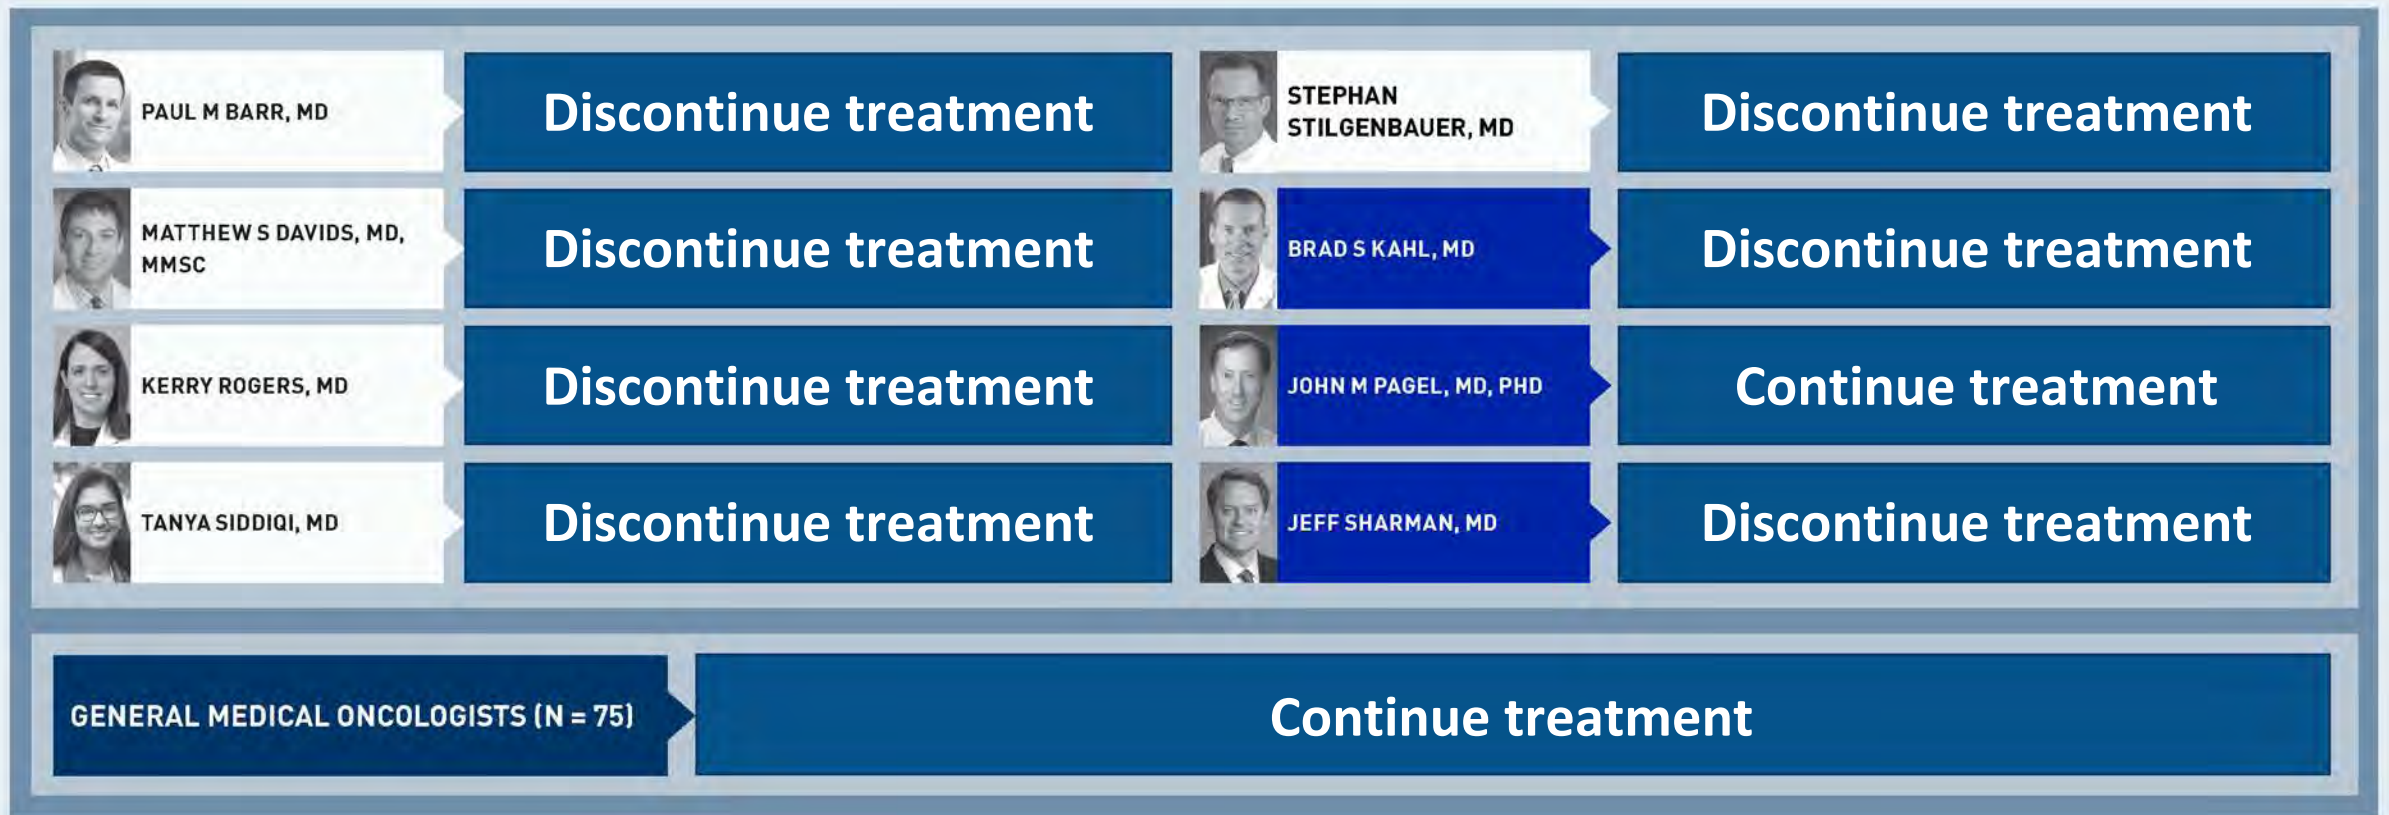 PAUL M BARR, MD
Discontinue treatment
STEPHAN
STILGENBAUER, MD
Discontinue treatment
MATTHEW S DAVIDS, MD,
MMSC
Discontinue treatment
BRAD S KAHL, MD
Discontinue treatment
KERRY ROGERS, MD
Discontinue treatment
JOHN M PAGEL, MD, PHD
Continue treatment
TANYA SIDDIQI, MD
Discontinue treatment
JEFF SHARMAN, MD
Discontinue treatment
GENERAL MEDICAL ONCOLOGISTS (N = 75)
Continue treatment